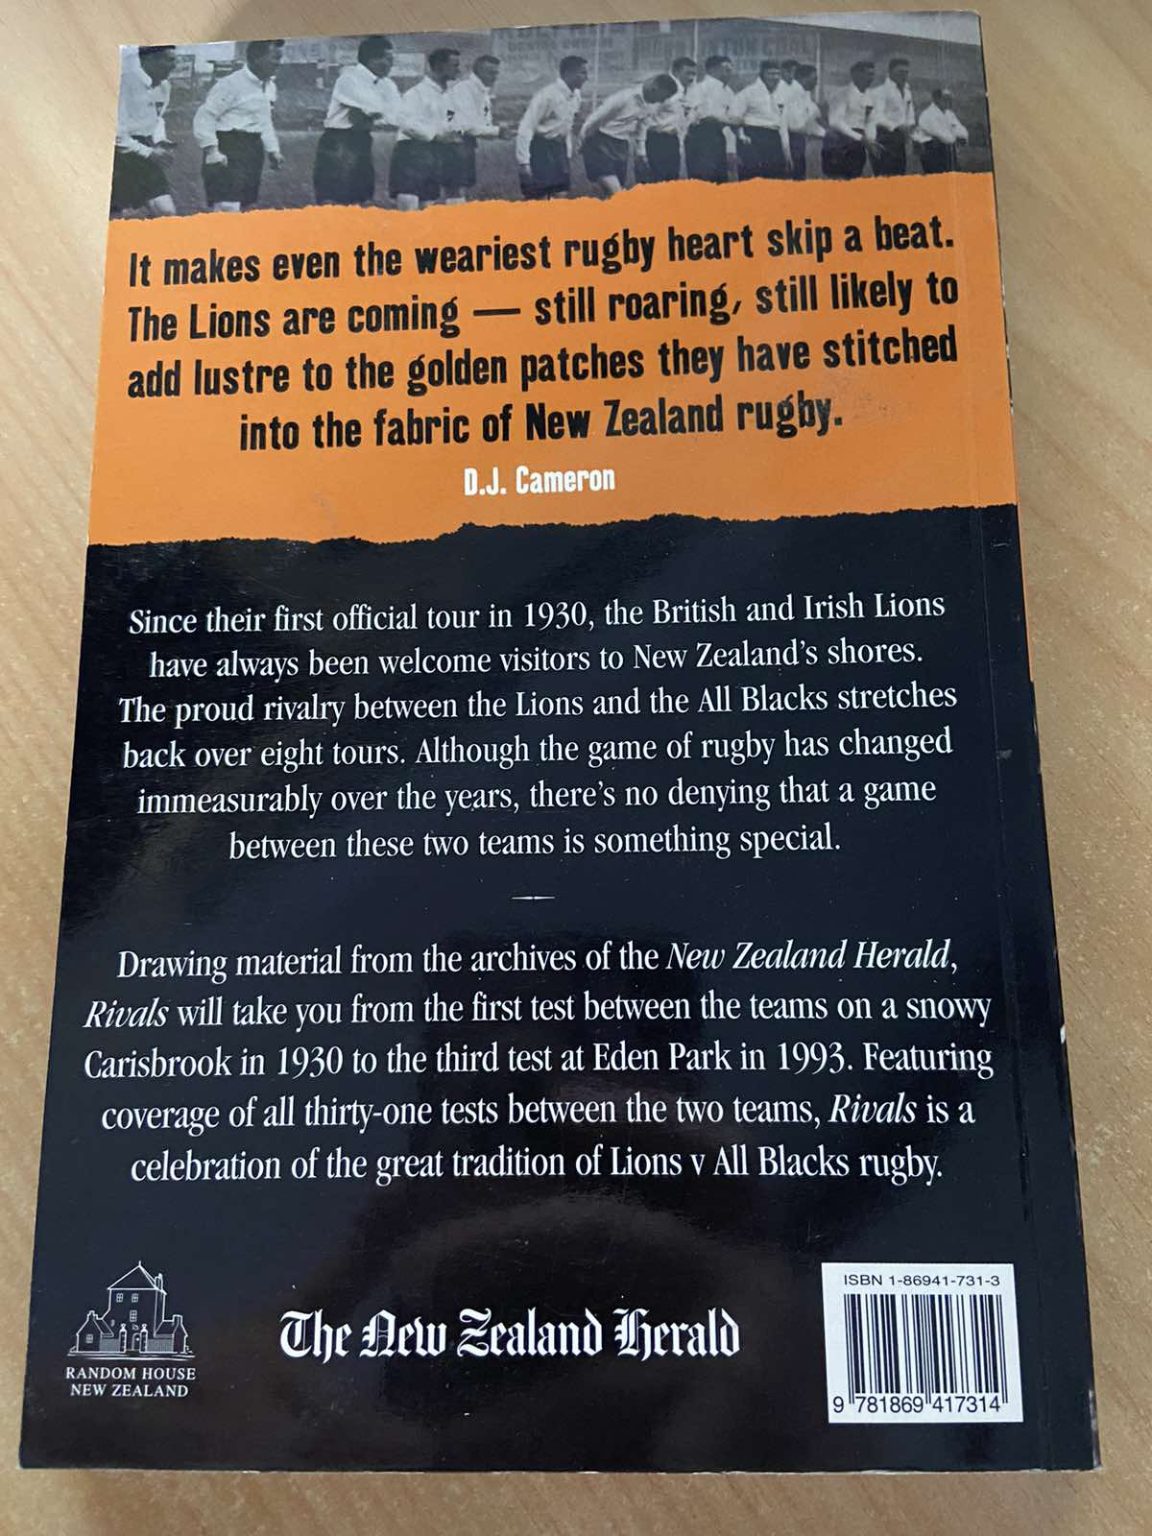 It makes even the weariest rugby heart skip a beat.
The Lions are coming — still roaring, still likely to
add lustre to the golden patches they have stitched
into the fabric of New Zealand rugby.
D.J. Cameron
Since their first official tour in 1930, the British and Irish Lions
have always been welcome visitors to New Zealand's shores.
The proud rivalry between the Lions and the All Blacks stretches
back over eight tours. Although the game of rugby has changed
immeasurably over the years, there's no denying that a game
between these two teams is something special.
Drawing material from the archives of the New Zealand Herald,
Rivals will take you from the first test between the teams on a snowy
Carisbrook in 1930 to the third test at Eden Park in 1993. Featuring
coverage of all thirty-one tests between the two teams, Rivals is a
celebration of the great tradition of Lions v All Blacks rugby.
RANDOM HOUSE
NEW ZEALAND
The New Zealand Herald
ISBN 1-86941-731-3
9 781869 417314